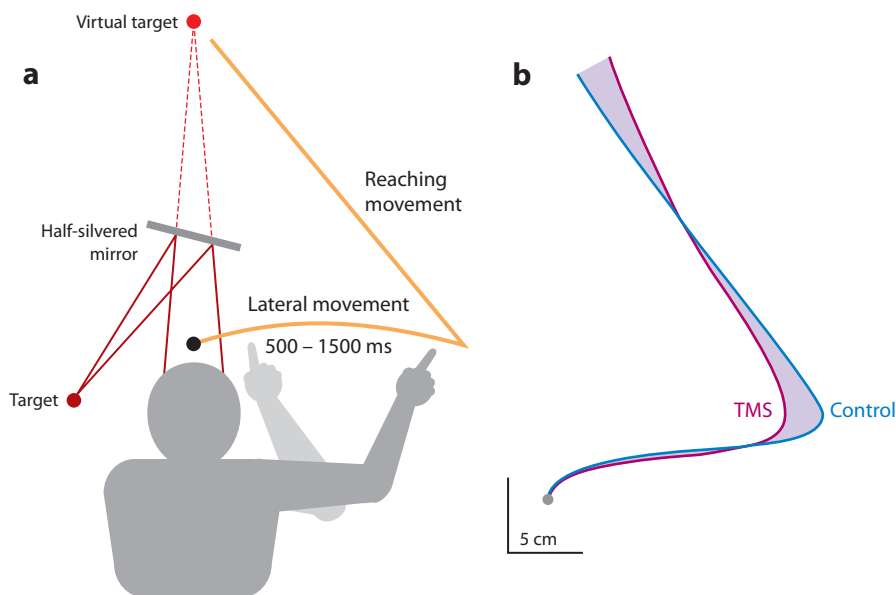 Virtual target
a
b
Reaching
movement
Half-silvered
mirror
Lateral movement
500 – 1500 ms
Target
TMS
Control
5 cm